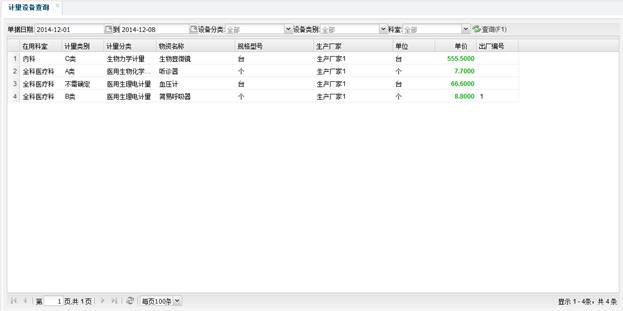 计量设备查询
单据日期: 2014-12-01 到 2014-12-08 设备分类: 全部 设备类别: 全部 科室: 全部 查询(F1)
在用科室 计量类别 计量分类 物资名称 规格型号 生产厂家 单位 单价 出厂编号
1 内科 C类 生物力学计量 生物显微镜 台 生产厂家1 台 555.5000
2 全科医疗科 A类 医用生物化学... 听诊器 个 生产厂家1 个 7.7000
3 全科医疗科 不需确定 医用生理电计量 血压计 台 生产厂家1 台 66.6000
4 全科医疗科 B类 医用生理电计量 简易呼吸器 个 生产厂家1 个 8.8000 1
第 1 页,共 1 页 每页100条 显示 1 - 4条，共 4 条